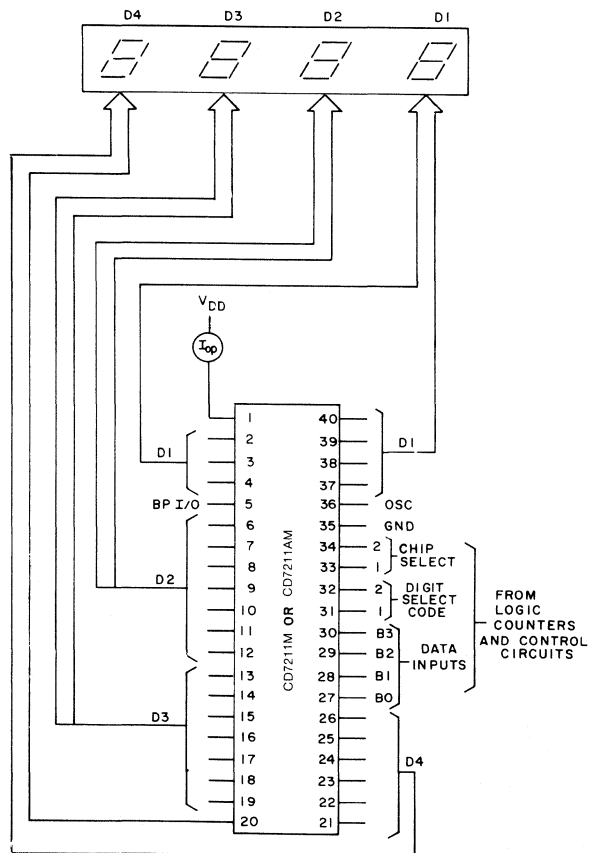 D4 D3 D2 D1
VDD
Iop
1 40
2 39
D1 3 38 D1
4 37
BP I/O 5 36 OSC
6 35 GND
7 34 2 CHIP
8 33 1 SELECT
D2 9 32 2 DIGIT
10 31 1 SELECT CODE
11 30 B3
12 29 B2 DATA
13 28 B1 INPUTS
14 27 B0
D3 15 26
16 25
17 24 D4
18 23
19 22
20 21
CD7211M OR CD7211AM
FROM
LOGIC
COUNTERS
AND CONTROL
CIRCUITS